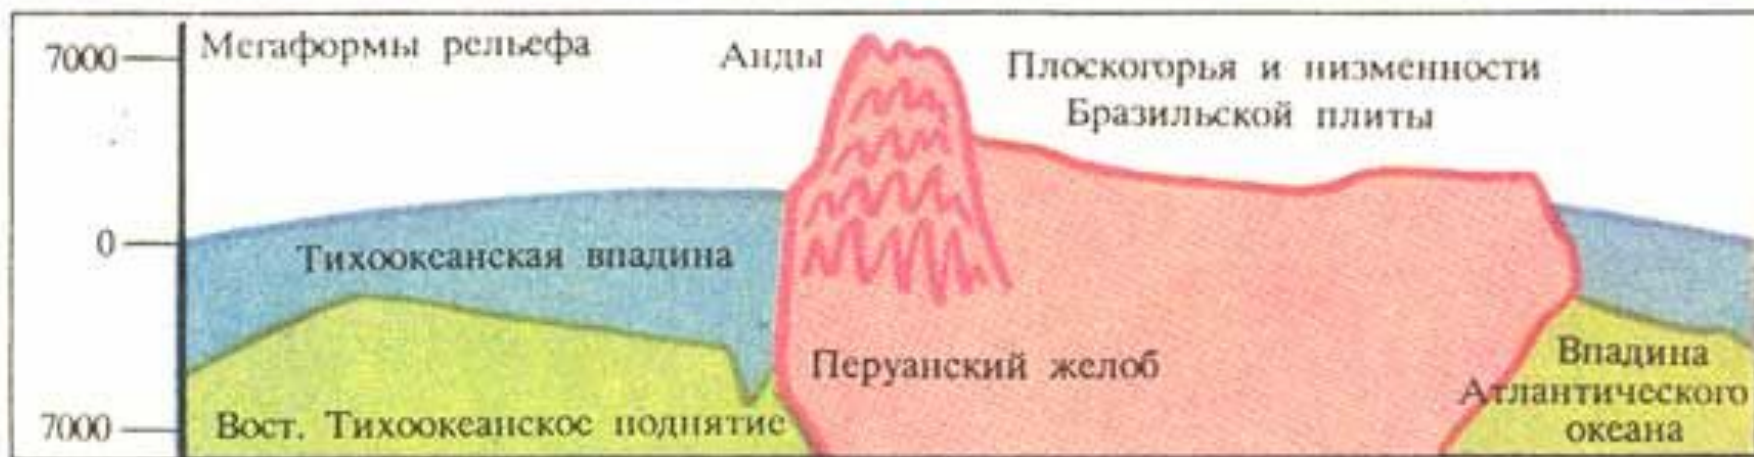 7000
Мегаформы рельефа
Анды
Плоскогорья и низменности
Бразильской плиты
0
Тихоокеанская впадина
Перуанский желоб
Впадина
Атлантического
океана
7000
Вост. Тихоокеанское поднятие